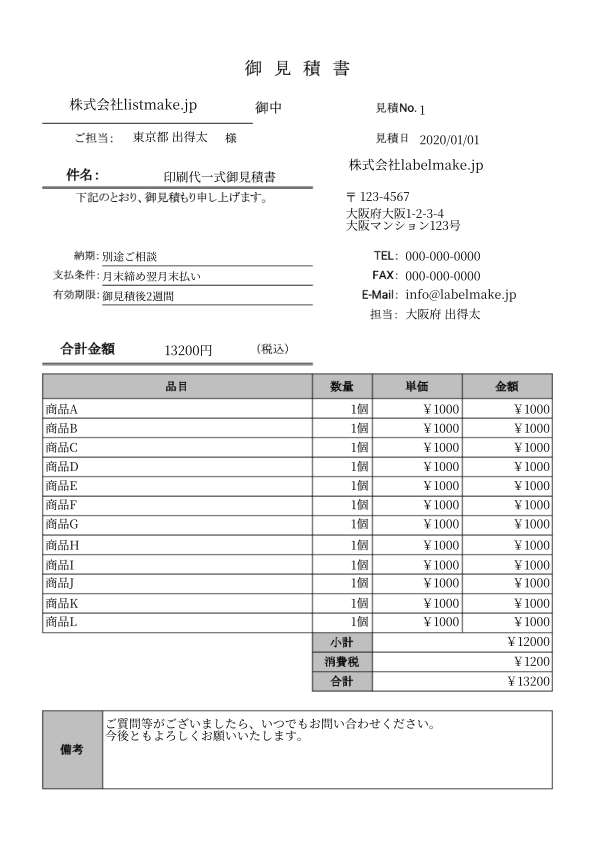 御見積書
株式会社listmake.jp 御中
見積No. 1
ご担当： 東京都 出得太 様
見積日 2020/01/01
株式会社labelmake.jp
件名： 印刷代一式御見積書
下記のとおり、御見積もり申し上げます。
〒 123-4567
大阪府大阪1-2-3-4
大阪マンション123号
納期： 別途ご相談
支払条件： 月末締め翌月末払い
有効期限： 御見積後2週間
TEL： 000-000-0000
FAX： 000-000-0000
E-Mail： info@labelmake.jp
担当： 大阪府 出得太
合計金額 13200円 （税込）
品目 数量 単価 金額
商品A 1個 ￥1000 ￥1000
商品B 1個 ￥1000 ￥1000
商品C 1個 ￥1000 ￥1000
商品D 1個 ￥1000 ￥1000
商品E 1個 ￥1000 ￥1000
商品F 1個 ￥1000 ￥1000
商品G 1個 ￥1000 ￥1000
商品H 1個 ￥1000 ￥1000
商品I 1個 ￥1000 ￥1000
商品J 1個 ￥1000 ￥1000
商品K 1個 ￥1000 ￥1000
商品L 1個 ￥1000 ￥1000
小計 ￥12000
消費税 ￥1200
合計 ￥13200
備考
ご質問等がございましたら、いつでもお問い合わせください。
今後ともよろしくお願いいたします。